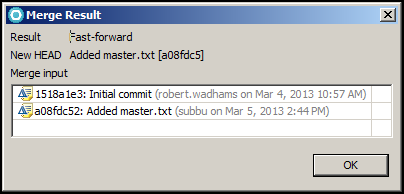 Merge Result
Result Fast-forward
New HEAD Added master.txt [a08fdc5]
Merge input
1518a1e3: Initial commit (robert.wadhams on Mar 4, 2013 10:57 AM)
a08fdc52: Added master.txt (subbu on Mar 5, 2013 2:44 PM)
OK